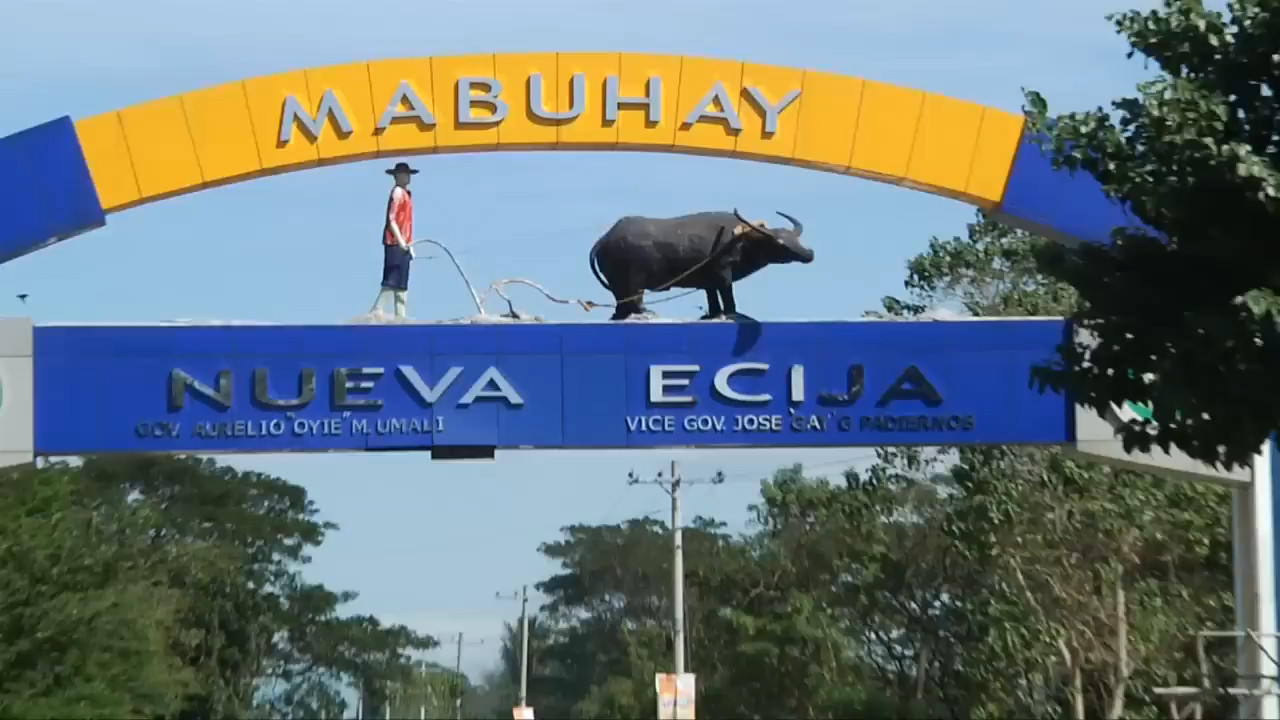 MABUHAY
NUEVA ECIJA
GOV. AURELIO "OYIE" M. UMALI
VICE GOV. JOSE "GAY" G PADIERNOS